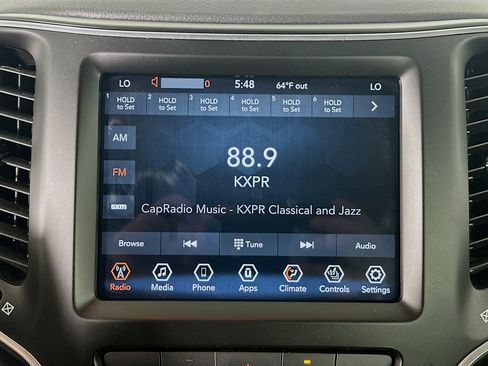 LO 0 5:48 64°F out LO
1 HOLD to Set 2 HOLD to Set 3 HOLD to Set 4 HOLD to Set 5 HOLD to Set 6 HOLD to Set
AM
88.9
FM
KXPR
sxm
CapRadio Music - KXPR Classical and Jazz
Browse Tune Audio
Radio Media Phone Apps Climate Controls Settings